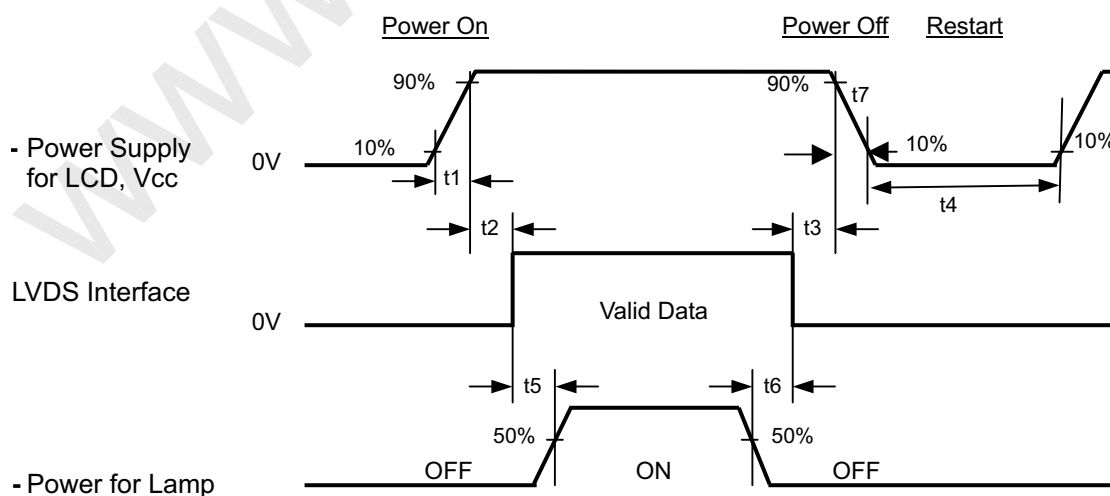 Power On
Power Off
Restart
90%
90%
t7
- Power Supply
for LCD, Vcc
0V
10%
10%
10%
t1
t4
t2
t3
LVDS Interface
0V
Valid Data
t5
t6
50%
50%
OFF
ON
OFF
- Power for Lamp